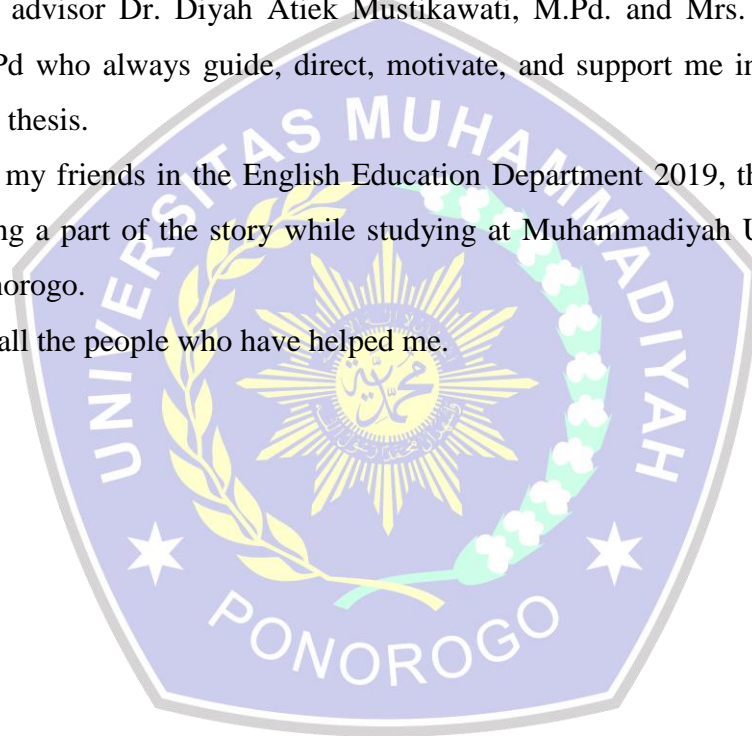 advisor Dr. Diyah Atiek Mustikawati, M.Pd. and Mrs.
Pd who always guide, direct, motivate, and support me in
thesis.
my friends in the English Education Department 2019, th
ng a part of the story while studying at Muhammadiyah U
norogo.
all the people who have helped me.
UNIVERSITAS MUHAMMADIYAH
PONOROGO
محمدية